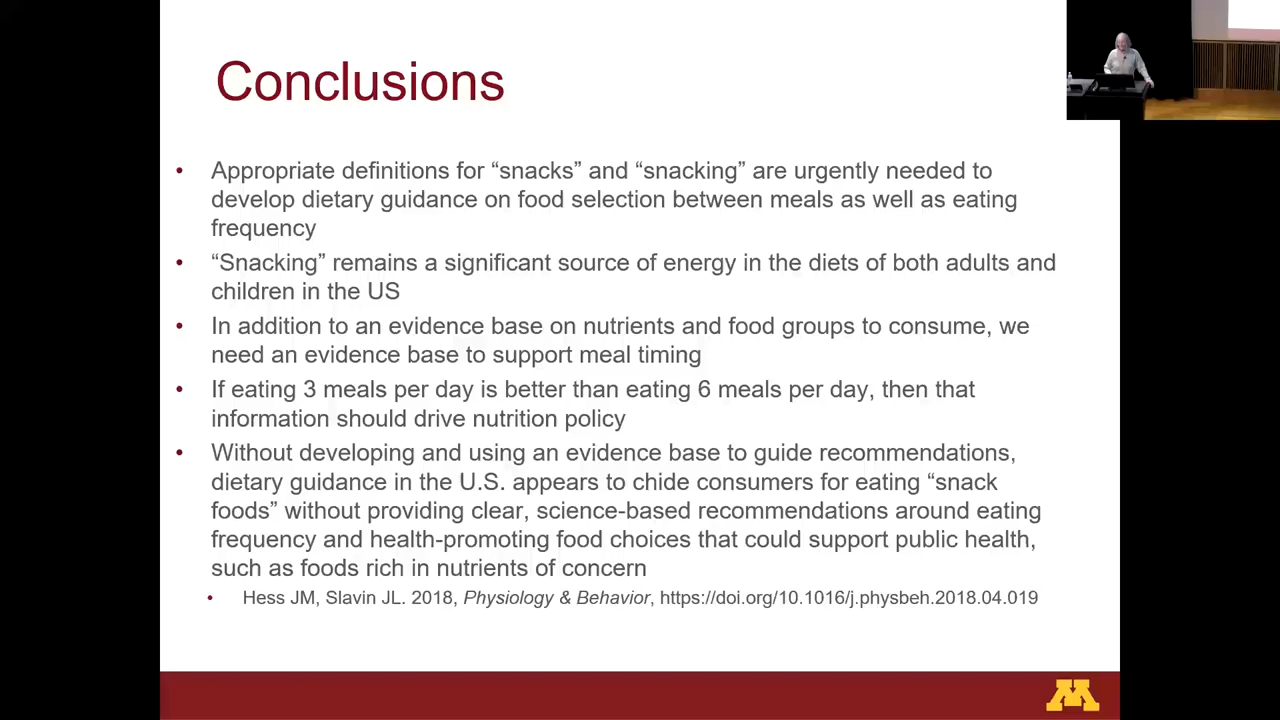 Conclusions
• Appropriate definitions for “snacks” and “snacking” are urgently needed to
develop dietary guidance on food selection between meals as well as eating
frequency
• “Snacking” remains a significant source of energy in the diets of both adults and
children in the US
• In addition to an evidence base on nutrients and food groups to consume, we
need an evidence base to support meal timing
• If eating 3 meals per day is better than eating 6 meals per day, then that
information should drive nutrition policy
• Without developing and using an evidence base to guide recommendations,
dietary guidance in the U.S. appears to chide consumers for eating “snack
foods” without providing clear, science-based recommendations around eating
frequency and health-promoting food choices that could support public health,
such as foods rich in nutrients of concern
• Hess JM, Slavin JL. 2018, Physiology & Behavior, https://doi.org/10.1016/j.physbeh.2018.04.019
M